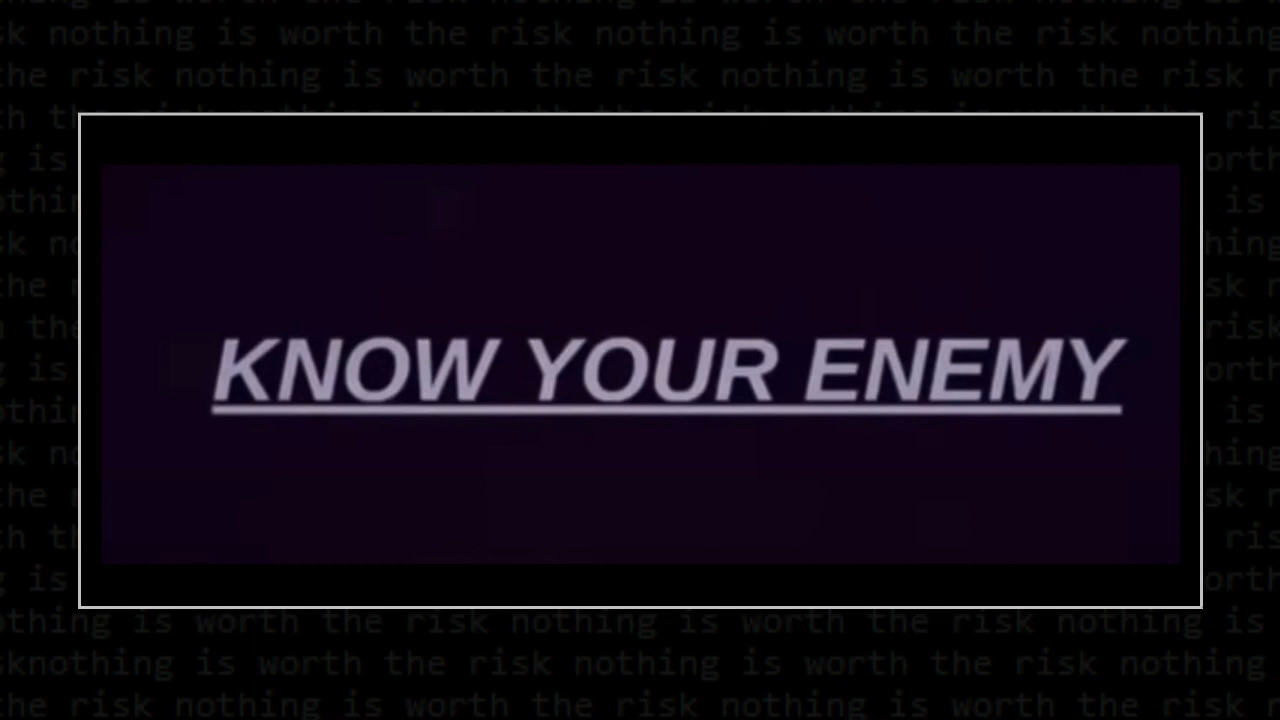 sk nothing is worth the risk nothing is worth the risk nothing
the risk nothing is worth the risk nothing is worth the risk
KNOW YOUR ENEMY
othing is worth the risk nothing is worth the risk nothing is
sknothing is worth the risk nothing is worth the risk nothing
the risk nothing is worth the risk nothing is worth the risk